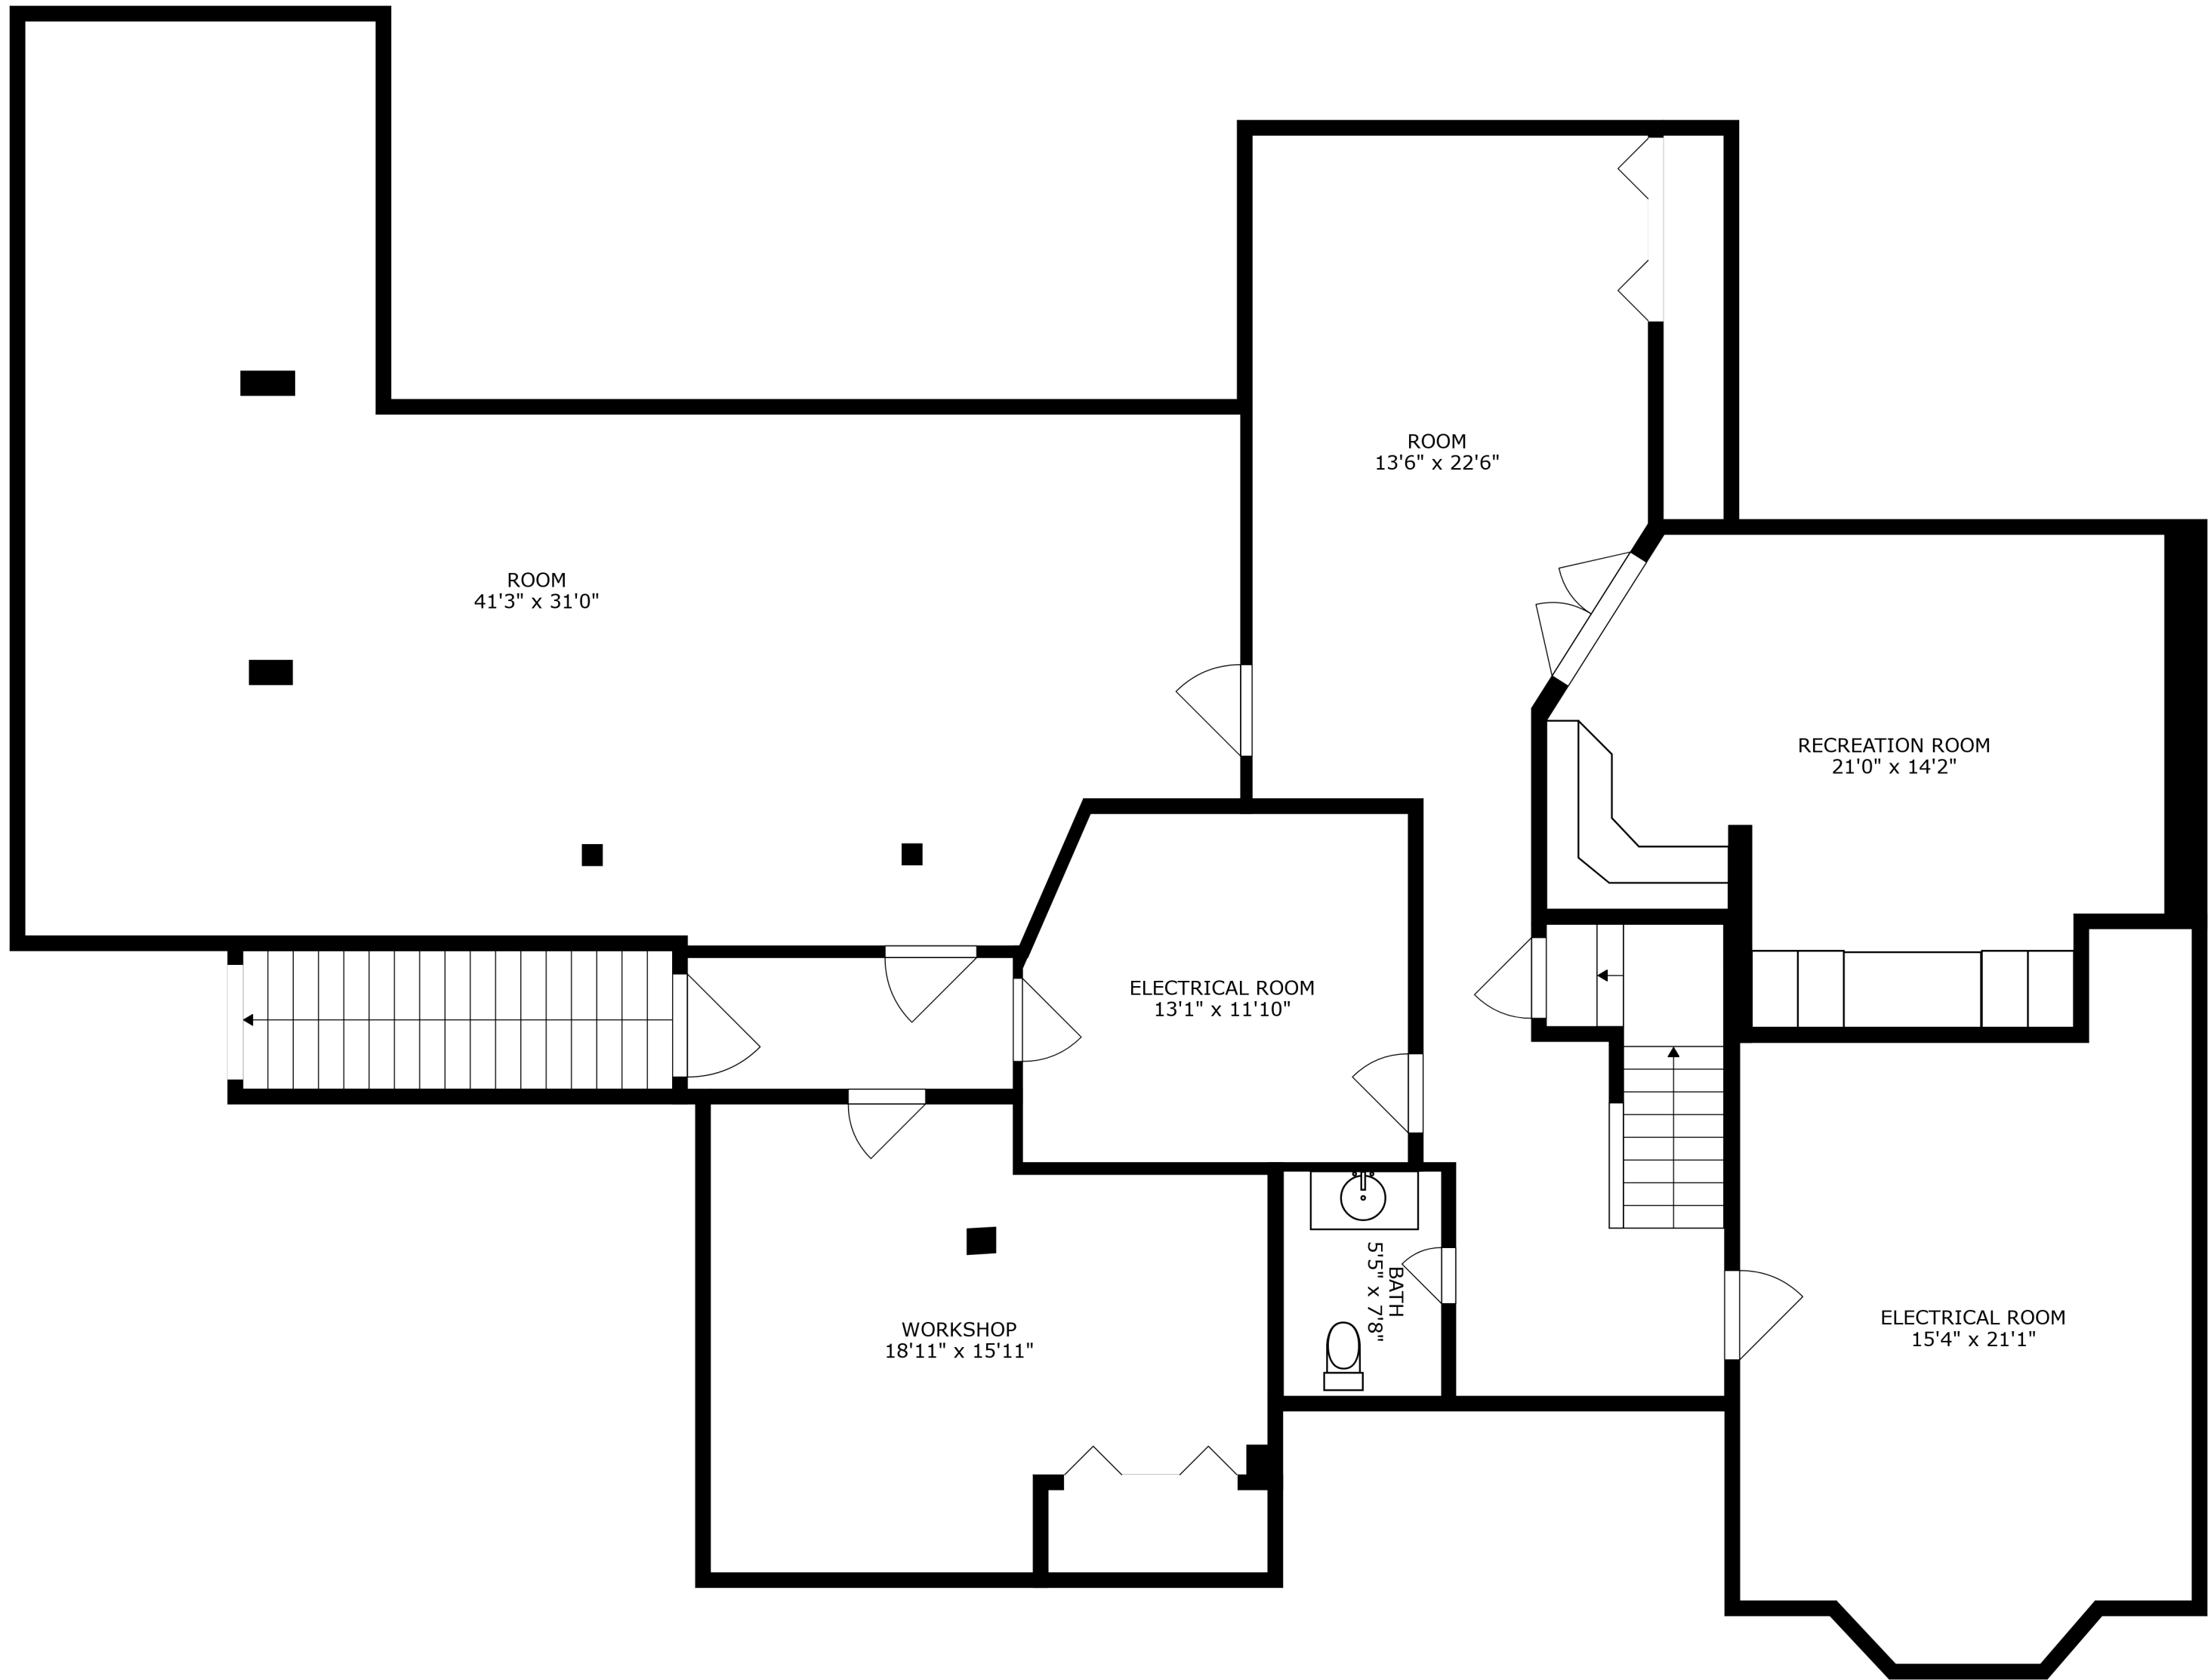 ROOM
13'6" x 22'6"
ROOM
41'3" x 31'0"
RECREATION ROOM
21'0" x 14'2"
ELECTRICAL ROOM
13'1" x 11'10"
BATH
5'5" x 7'8"
ELECTRICAL ROOM
15'4" x 21'1"
WORKSHOP
18'11" x 15'11"